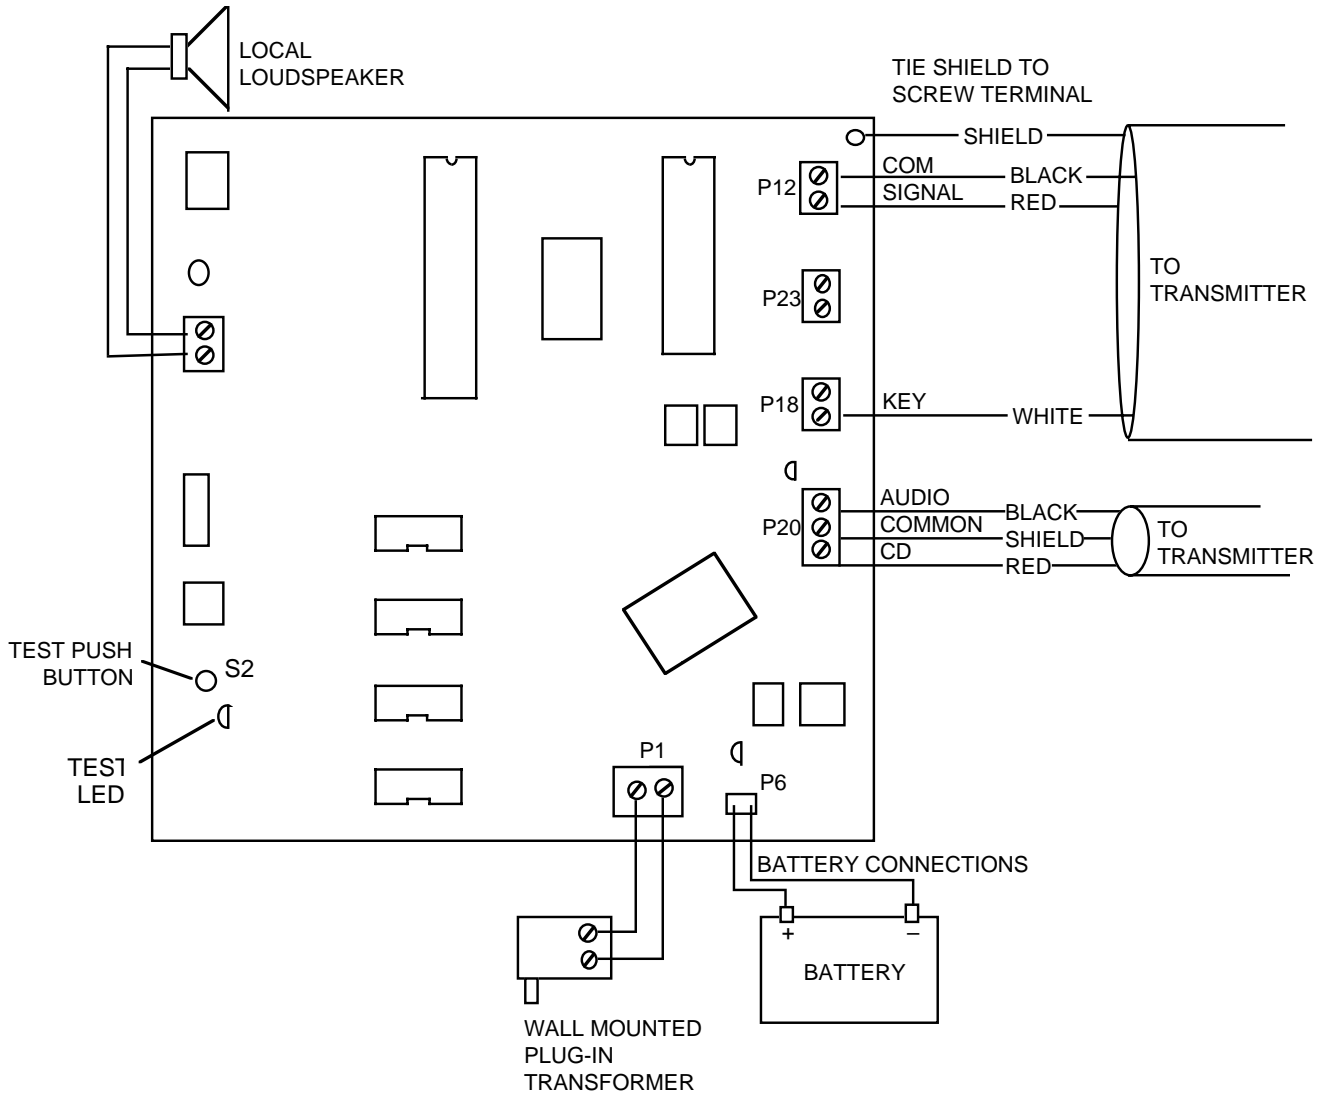 LOCAL
LOUDSPEAKER
TIE SHIELD TO
SCREW TERMINAL
SHIELD
P12
COM
BLACK
SIGNAL
RED
P23
TO
TRANSMITTER
P18
KEY
WHITE
P20
AUDIO
BLACK
COMMON
SHIELD
CD
RED
TO
TRANSMITTER
TEST PUSH
BUTTON
S2
TEST
LED
P1
P6
BATTERY CONNECTIONS
+
–
BATTERY
WALL MOUNTED
PLUG-IN
TRANSFORMER